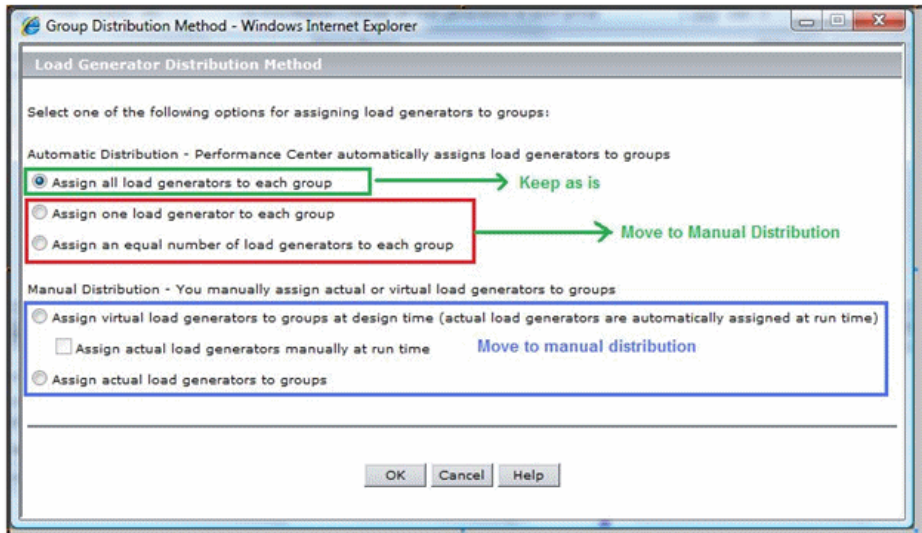 Group Distribution Method - Windows Internet Explorer
Load Generator Distribution Method
Select one of the following options for assigning load generators to groups:
Automatic Distribution - Performance Center automatically assigns load generators to groups
Assign all load generators to each group
Keep as is
Assign one load generator to each group
Assign an equal number of load generators to each group
Move to Manual Distribution
Manual Distribution - You manually assign actual or virtual load generators to groups
Assign virtual load generators to groups at design time (actual load generators are automatically assigned at run time)
Assign actual load generators manually at run time
Move to manual distribution
Assign actual load generators to groups
OK Cancel Help